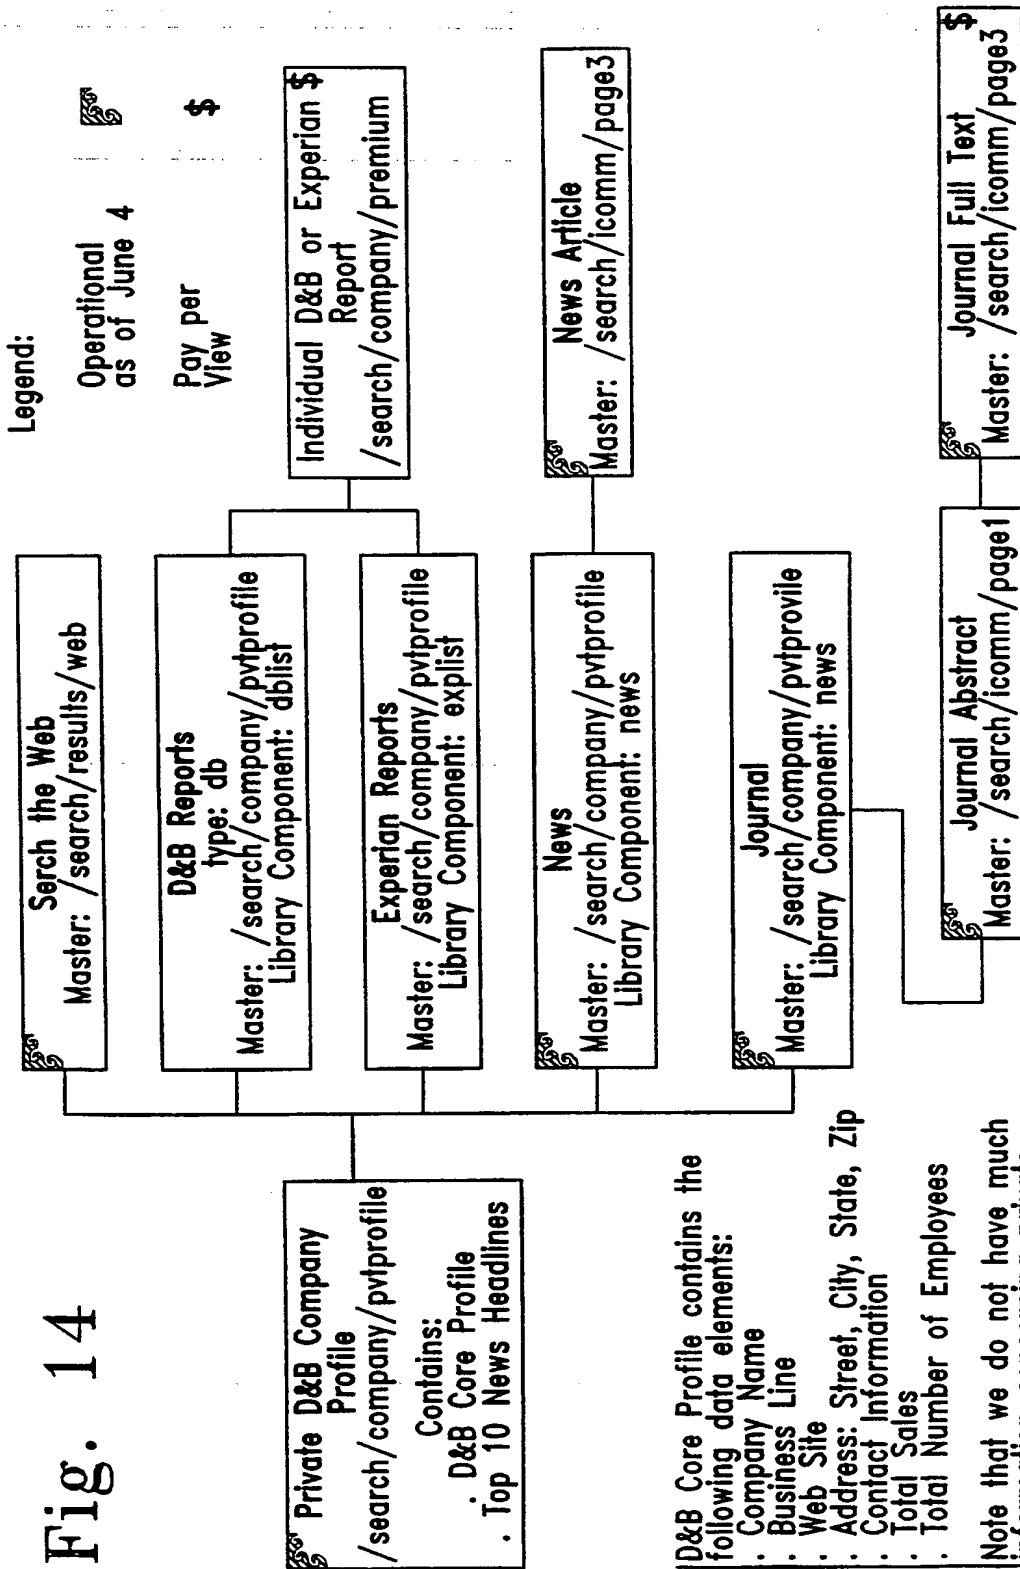 Fig. 14
Legend:
Operational
as of June 4
Pay per
View
$
Private D&B Company
Profile
/search/company/pvtprofile
Contains:
. D&B Core Profile
. Top 10 News Headlines
Serch the Web
Master: /search/results/web
D&B Reports
type: db
Master: /search/company/pvtprofile
Library Component: dblist
Experian Reports
Master: /search/company/pvtprofile
Library Component: explist
News
Master: /search/company/pvtprofile
Library Component: news
Journal
Master: /search/company/pvtprovile
Library Component: news
Individual D&B or Experian $
Report
/search/company/premium
News Article
Master: /search/icomm/page3
Journal Abstract
Master: /search/icomm/page1
Journal Full Text $
Master: /search/icomm/page3
D&B Core Profile contains the
following data elements:
. Company Name
. Business Line
. Web Site
. Address: Street, City, State, Zip
. Contact Information
. Total Sales
. Total Number of Employees
Note that we do not have much
information concerning private